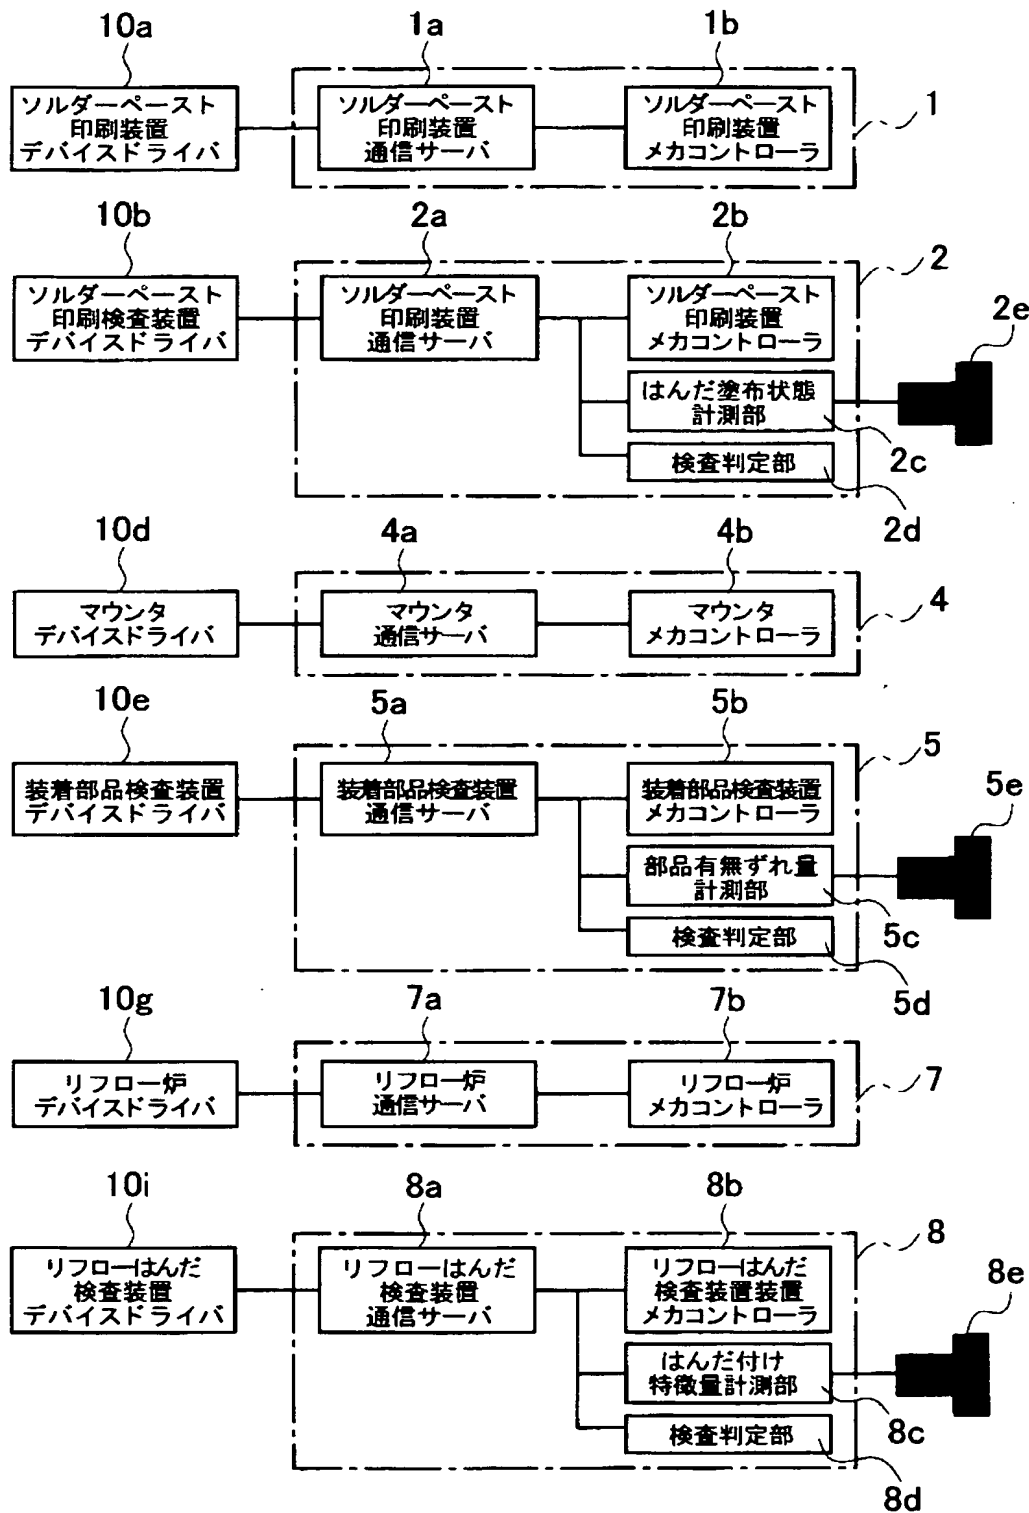 10a
1a
1b
ソルダーペースト
印刷装置
デバイスドライバ
ソルダーペースト
印刷装置
通信サーバ
ソルダーペースト
印刷装置
メカコントローラ
1
10b
2a
2b
ソルダーペースト
印刷検査装置
デバイスドライバ
ソルダーペースト
印刷装置
通信サーバ
ソルダーペースト
印刷装置
メカコントローラ
2
2e
はんだ塗布状態
計測部
2c
検査判定部
2d
10d
4a
4b
マウンタ
デバイスドライバ
マウンタ
通信サーバ
マウンタ
メカコントローラ
4
10e
5a
5b
装着部品検査装置
デバイスドライバ
装着部品検査装置
通信サーバ
装着部品検査装置
メカコントローラ
5
5e
部品有無ずれ量
計測部
5c
検査判定部
5d
10g
7a
7b
リフロー炉
デバイスドライバ
リフロー炉
通信サーバ
リフロー炉
メカコントローラ
7
10i
8a
8b
リフローはんだ
検査装置
デバイスドライバ
リフローはんだ
検査装置
通信サーバ
リフローはんだ
検査装置装置
メカコントローラ
8
8e
はんだ付け
特徴量計測部
8c
検査判定部
8d